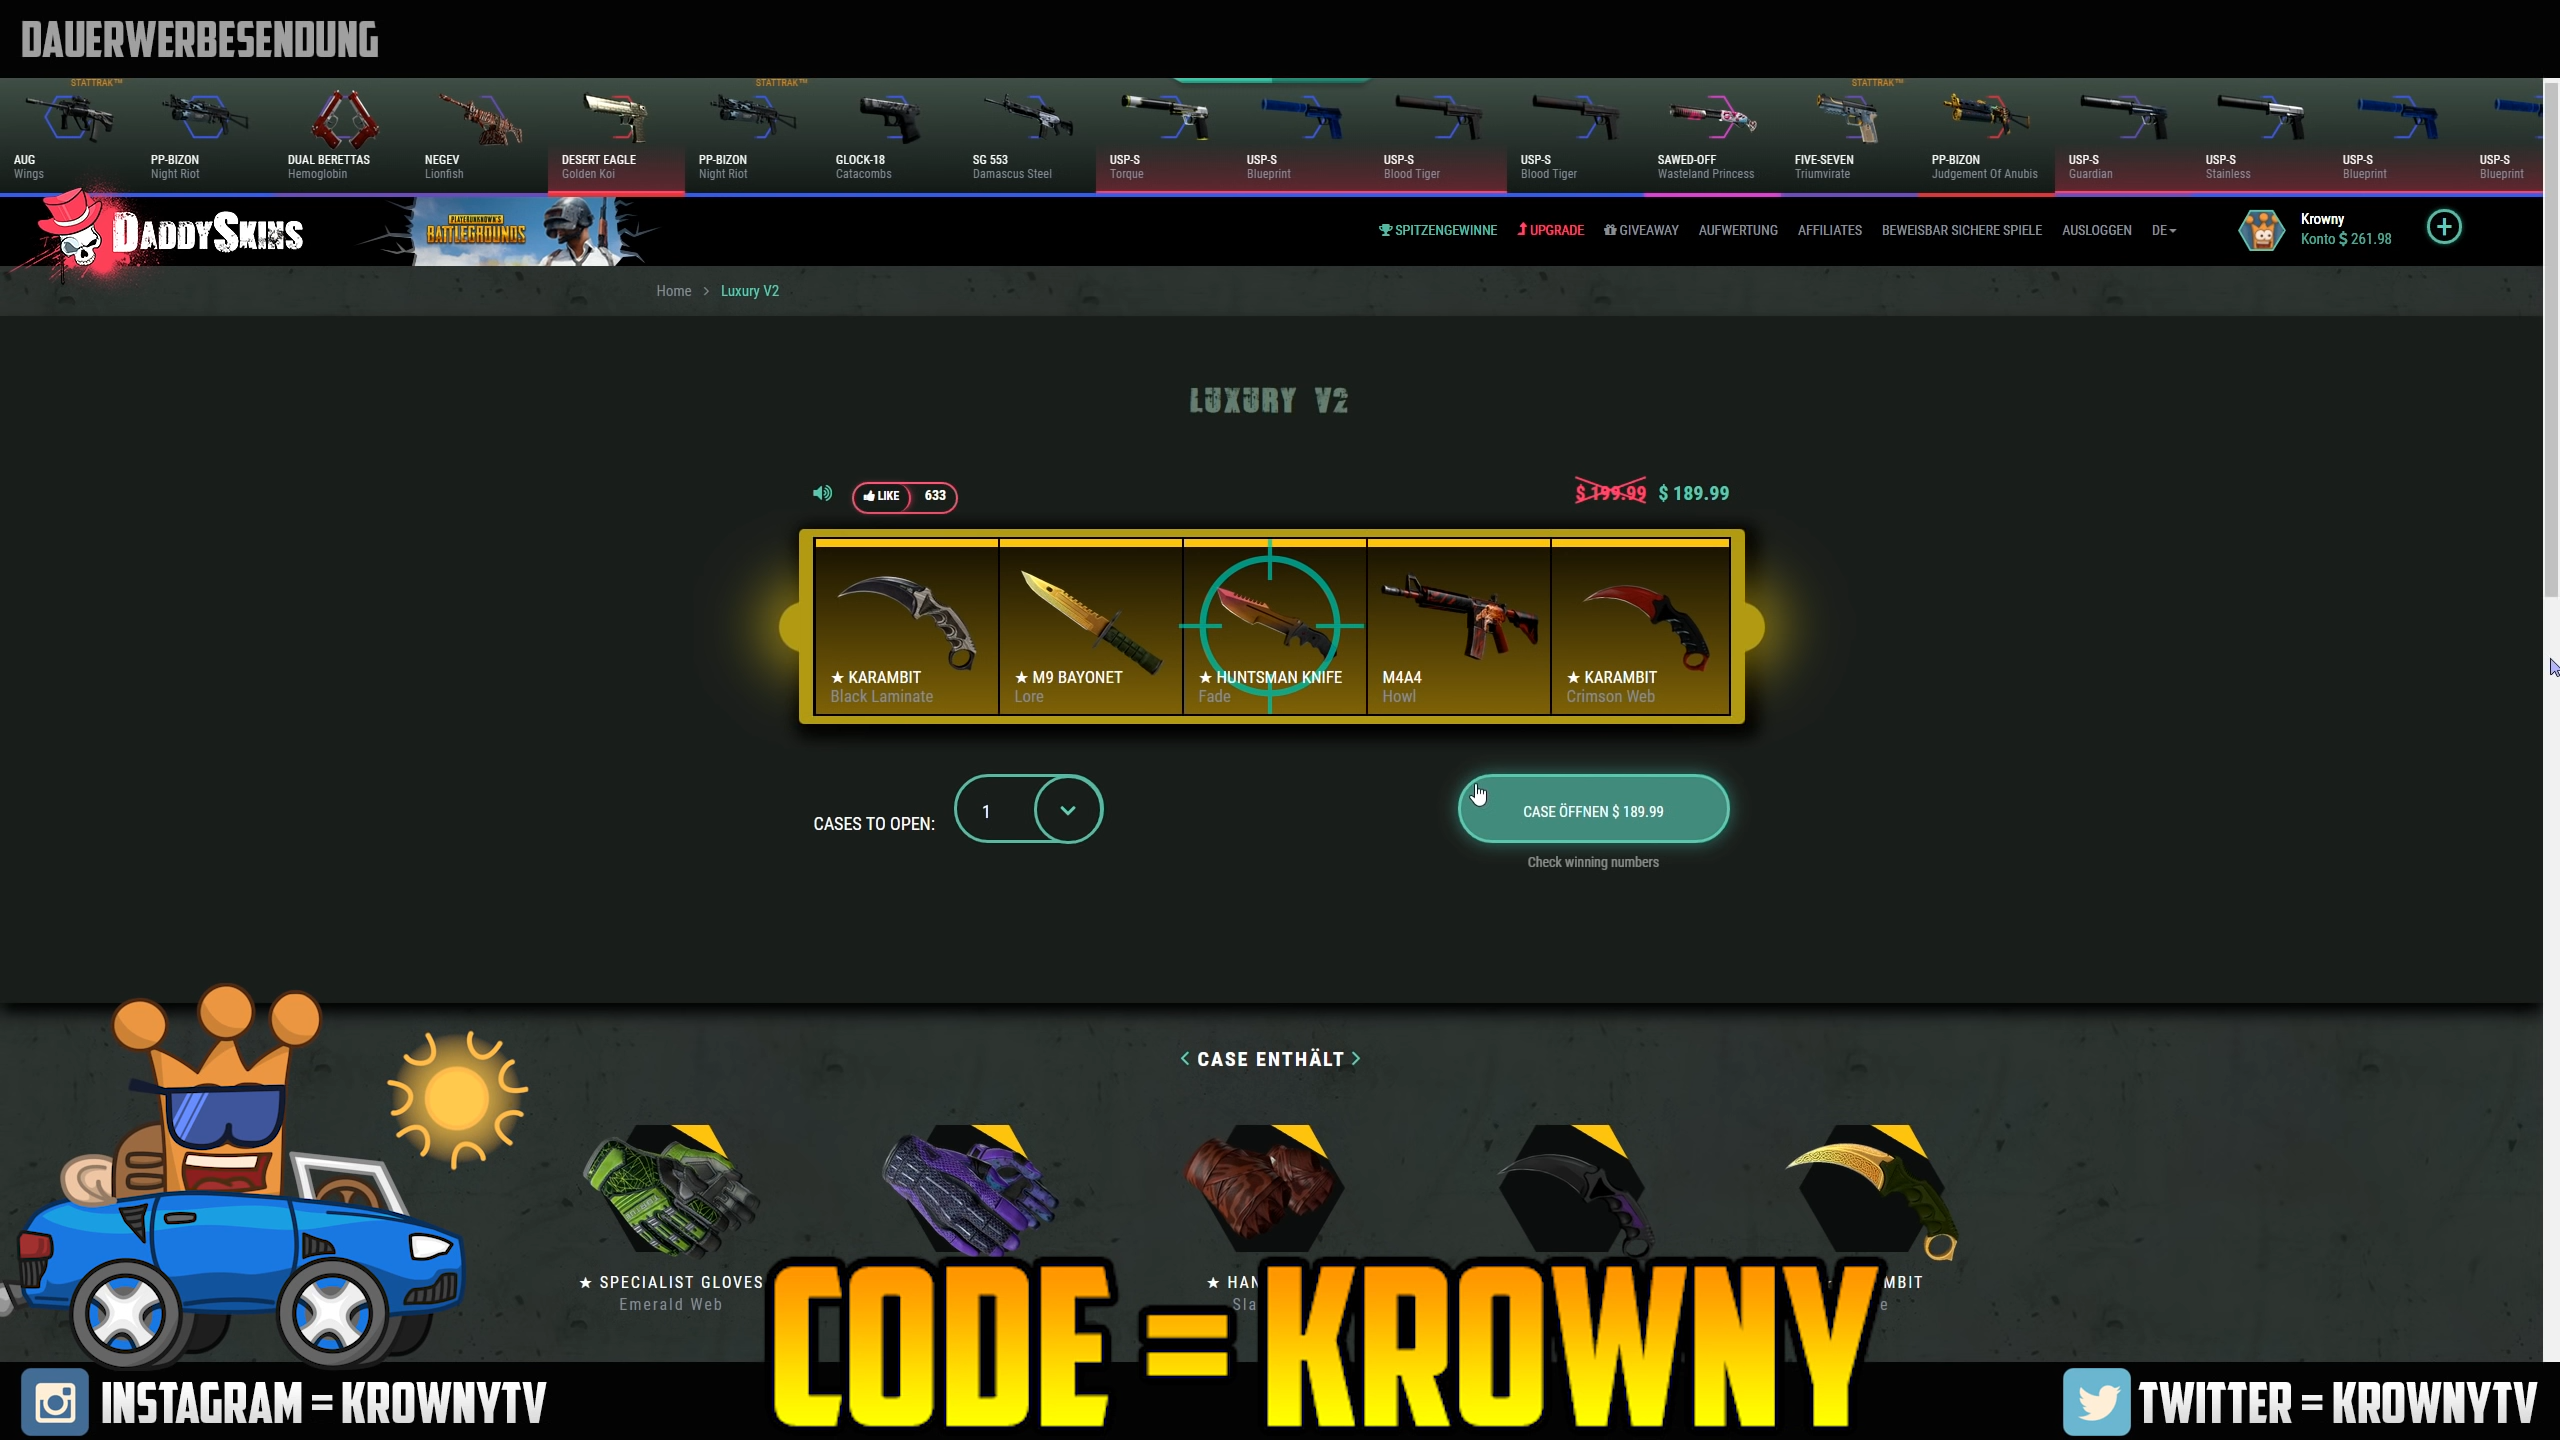 DAUERWERBESENDUNG
STATTRAK™ STATTRAK™ STATTRAK™
AUG PP-BIZON DUAL BERETTAS NEGEV DESERT EAGLE PP-BIZON GLOCK-18 SG 553 USP-S USP-S USP-S USP-S SAWED-OFF FIVE-SEVEN PP-BIZON USP-S USP-S USP-S USP-S
Wings Night Riot Hemoglobin Lionfish Golden Koi Night Riot Catacombs Damascus Steel Torque Blueprint Blood Tiger Blood Tiger Wasteland Princess Triumvirate Judgement Of Anubis Guardian Stainless Blueprint Blueprint
DADDYSKINS
PLAYERUNKNOWN'S
BATTLEGROUNDS
SPITZENGEWINNE UPGRADE GIVEAWAY AUFWERTUNG AFFILIATES BEWEISBAR SICHERE SPIELE AUSLOGGEN DE
Krowny
Konto $ 261.98
Home > Luxury V2
LUXURY V2
LIKE 633
$ 199.99 $ 189.99
★ KARAMBIT ★ M9 BAYONET ★ HUNTSMAN KNIFE M4A4 ★ KARAMBIT
Black Laminate Lore Fade Howl Crimson Web
CASES TO OPEN: 1
CASE ÖFFNEN $ 189.99
Check winning numbers
< CASE ENTHÄLT >
★ SPECIALIST GLOVES
Emerald Web
CODE = KROWNY
INSTAGRAM = KROWNYTV
TWITTER = KROWNYTV